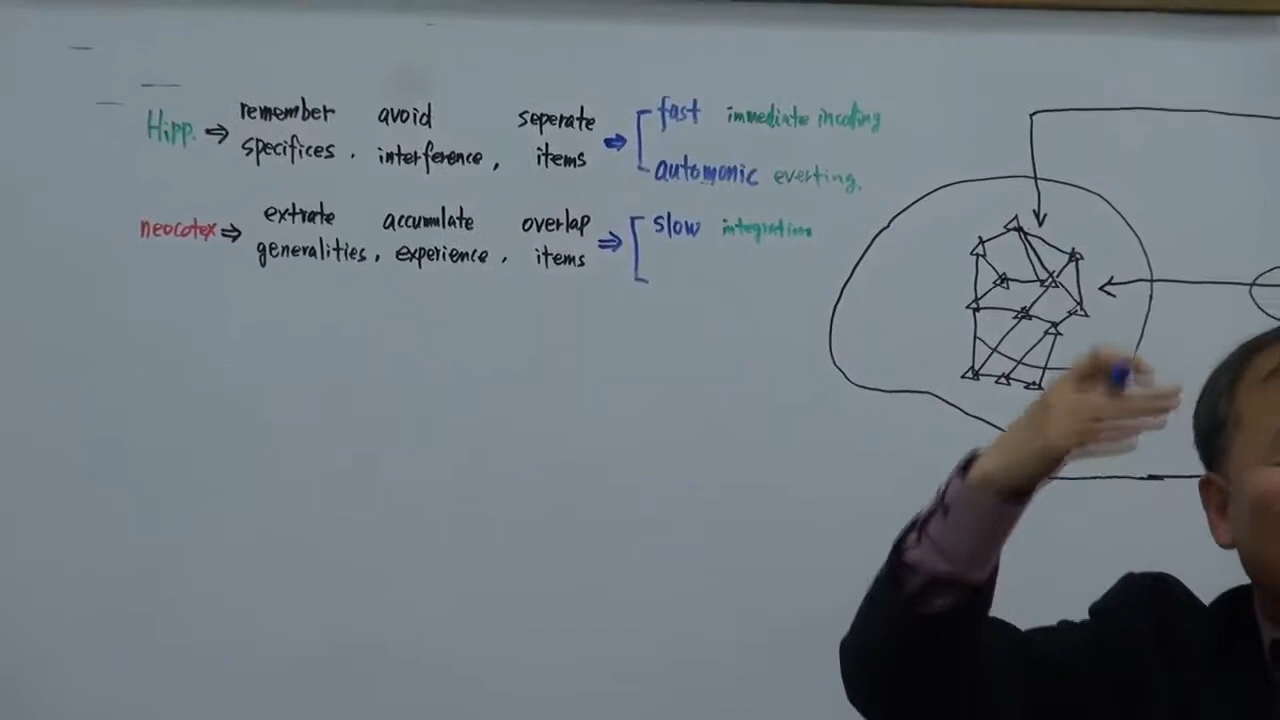 Hipp. ⇒ remember avoid seperate ⇒ fast immediate incoding
specifices, interference, items automonic everting.
neocotex ⇒ extrate accumlate overlap ⇒ slow integration
generalities, experience, items